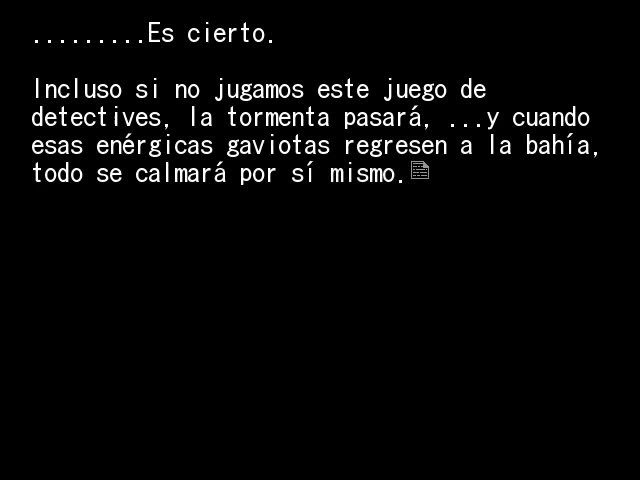 .........Es cierto.
Incluso si no jugamos este juego de
detectives, la tormenta pasará, ...y cuando
esas enérgicas gaviotas regresen a la bahía,
todo se calmará por sí mismo.